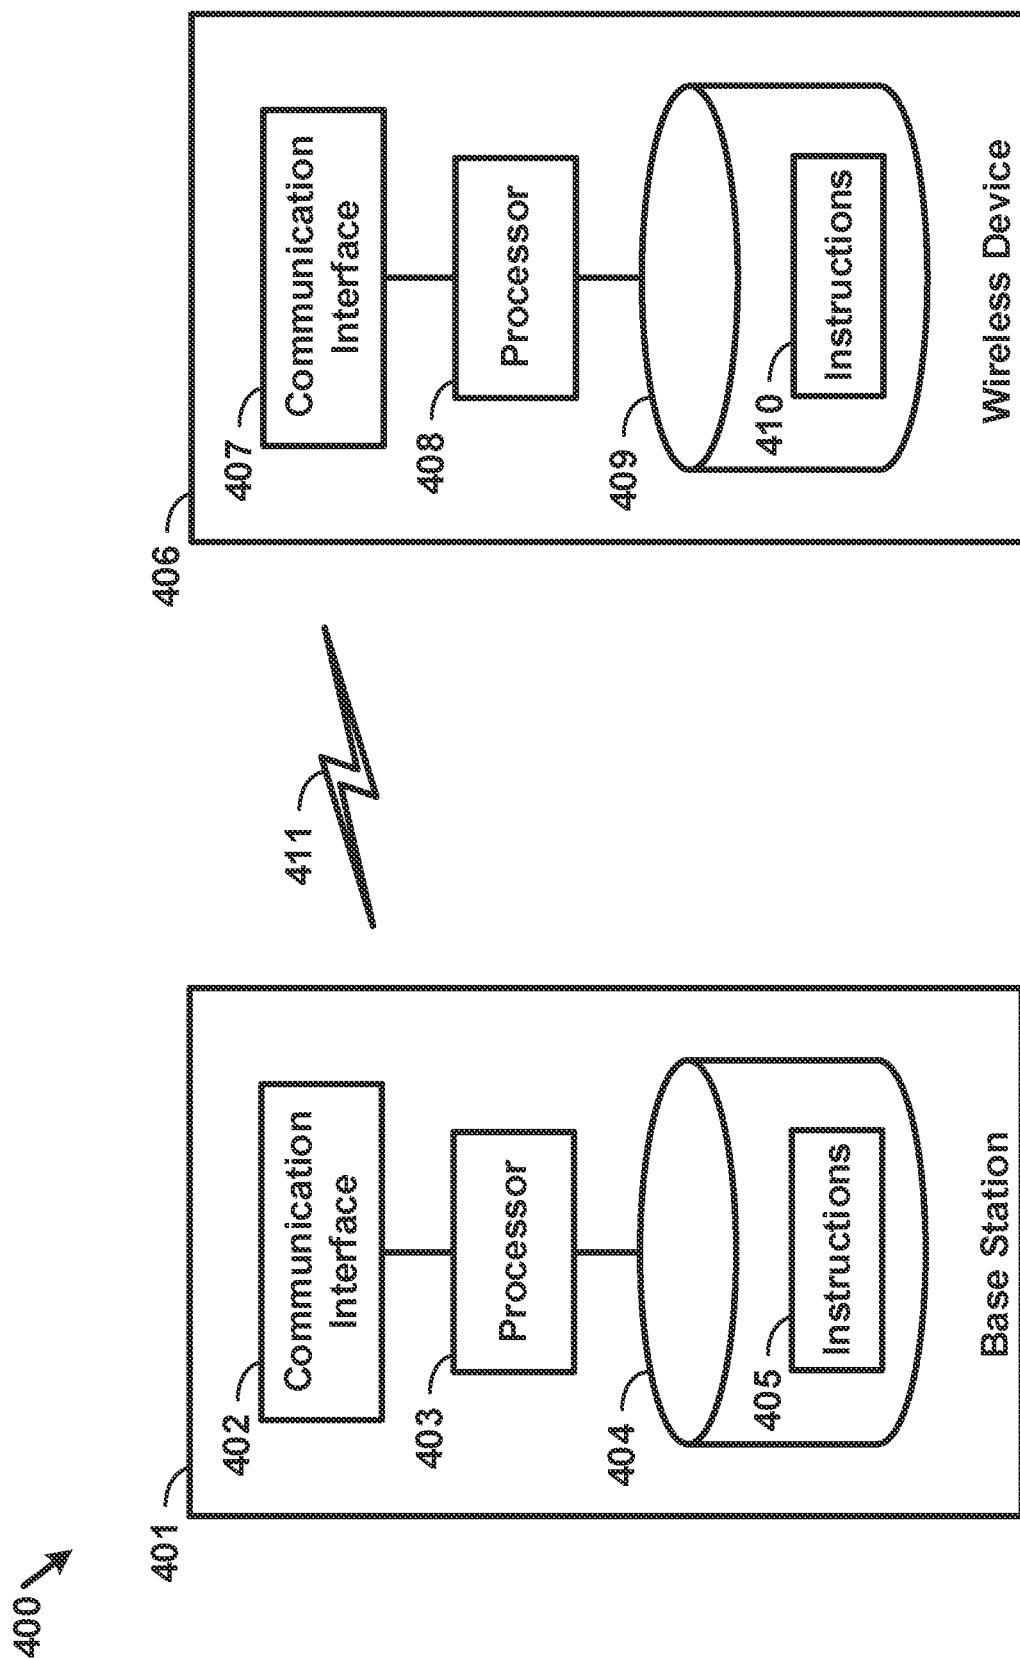 400
401
402
Communication
Interface
403
Processor
404
405
Instructions
Base Station
411
406
407
Communication
Interface
408
Processor
409
410
Instructions
Wireless Device